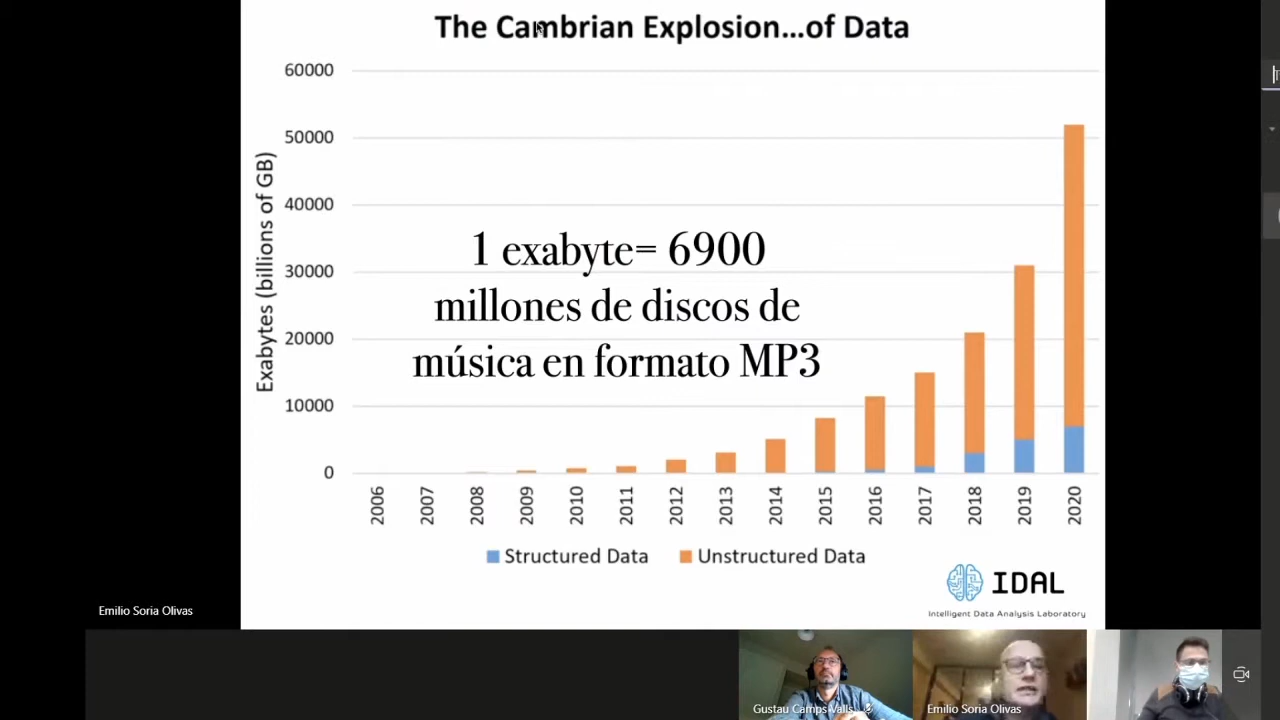 The Cambrian Explosion...of Data
60000
50000
40000
30000
20000
10000
0
Exabytes (billions of GB)
1 exabyte= 6900
millones de discos de
música en formato MP3
2006 2007 2008 2009 2010 2011 2012 2013 2014 2015 2016 2017 2018 2019 2020
Structured Data Unstructured Data
IDAL
Intelligent Data Analysis Laboratory
Emilio Soria Olivas
Gustau Camps Valls
Emilio Soria Olivas